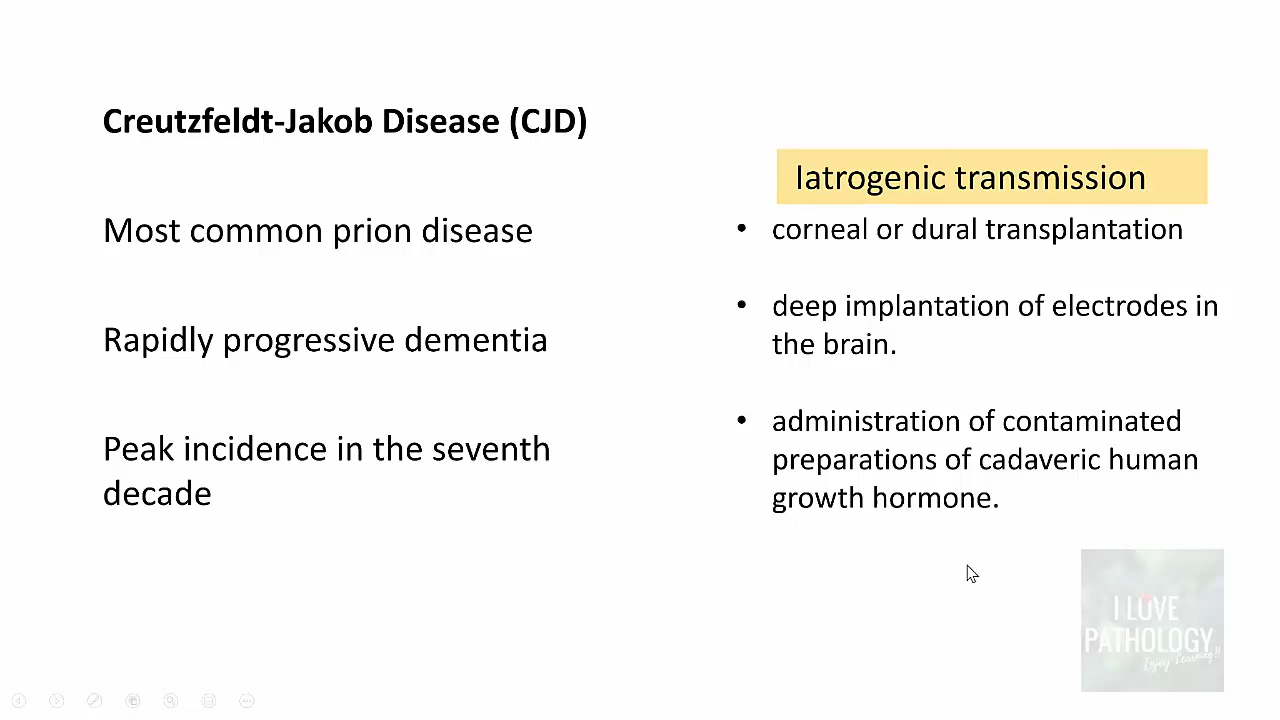 Creutzfeldt-Jakob Disease (CJD)
Most common prion disease
Rapidly progressive dementia
Peak incidence in the seventh
decade
Iatrogenic transmission
• corneal or dural transplantation
• deep implantation of electrodes in
the brain.
• administration of contaminated
preparations of cadaveric human
growth hormone.
I LOVE
PATHOLOGY
Enjoy Learning!!